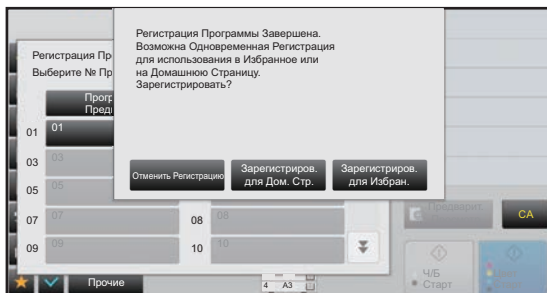 Регистрация Программы Завершена.
Возможна Одновременная Регистрация
для использования в Избранное или
на Домашнюю Страницу.
Зарегистрировать?
Отменить Регистрацию
Зарегистриров.
для Дом. Стр.
Зарегистриров.
для Избран.
Регистрация Пр
Выберите № Пр
Прогр
Пред
01 01
03 03
05 05
07 07 08 08
09 09 10 10
Предварит.
CA
Ч/Б
Старт
Прочие
4 A3